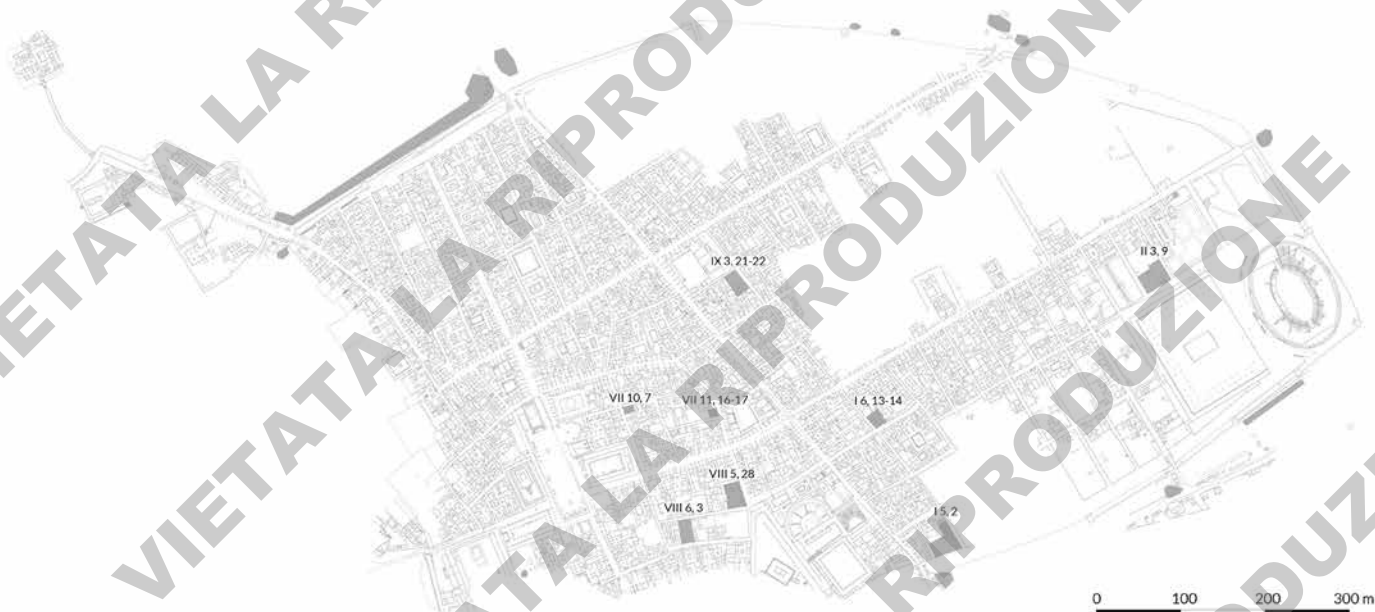 IX 3, 21-22
II 3, 9
VII 10, 7
VII 11, 16-17
I 6, 13-14
VIII 5, 28
VIII 6, 3
I 5, 2
0 100 200 300 m
VIETATA LA RIPRODUZIONE
VIETATA LA RIPRODUZIONE
VIETATA LA RIPRODUZIONE
RIPRODUZIONE